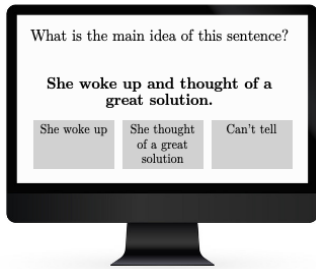 What is the main idea of this sentence?
She woke up and thought of a
great solution.
She woke up
She thought
of a great
solution
Can't tell